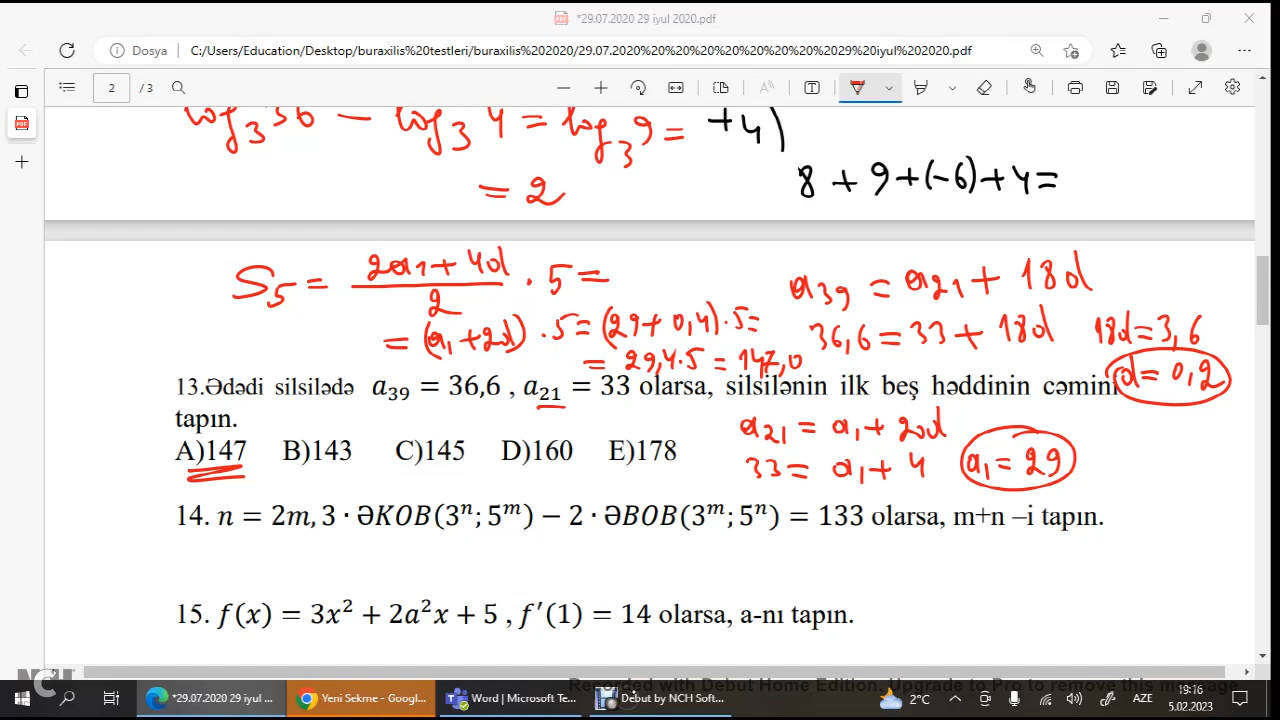 *29.07.2020 29 iyul 2020.pdf
Dosya C:/Users/Education/Desktop/buraxilis%20testleri/buraxilis%202020/29.07.2020%20%20%20%20%20%20%20%20%2029%20iyul%202020.pdf
2 /3
log₃36 − log₃4 = log₃9 =
= 2
+4)
8 + 9 + (−6) + 4 =
S₅ = (2a₁ + 4d)/2 · 5 =
= (a₁ + 2d) · 5 = (29 + 0,4) · 5 =
= 29,4 · 5 = 147,0
a₃₉ = a₂₁ + 18d
36,6 = 33 + 18d 18d = 3,6
d = 0,2
13.Ədədi silsilədə a₃₉ = 36,6 , a₂₁ = 33 olarsa, silsilənin ilk beş həddinin cəmini
tapın.
a₂₁ = a₁ + 20d
A)147 B)143 C)145 D)160 E)178
33 = a₁ + 4 a₁ = 29
14. n = 2m, 3 · ƏKOB(3ⁿ; 5ᵐ) − 2 · ƏBOB(3ᵐ; 5ⁿ) = 133 olarsa, m+n –i tapın.
15. f(x) = 3x² + 2a²x + 5 , f′(1) = 14 olarsa, a-nı tapın.
NCH
Recorded with Debut Home Edition. Upgrade to Pro to remove this message
*29.07.2020 29 iyul ...
Yeni Sekme - Googl...
Word | Microsoft Te...
Debut by NCH Soft...
2°C
AZE
19:16
5.02.2023